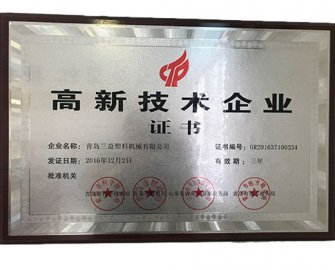 高新技术企业
证书
企业名称：青岛三益塑料机械有限公司 证书编号：GR201637100334
发证日期：2016年12月2日 有效期：三年
批准机关